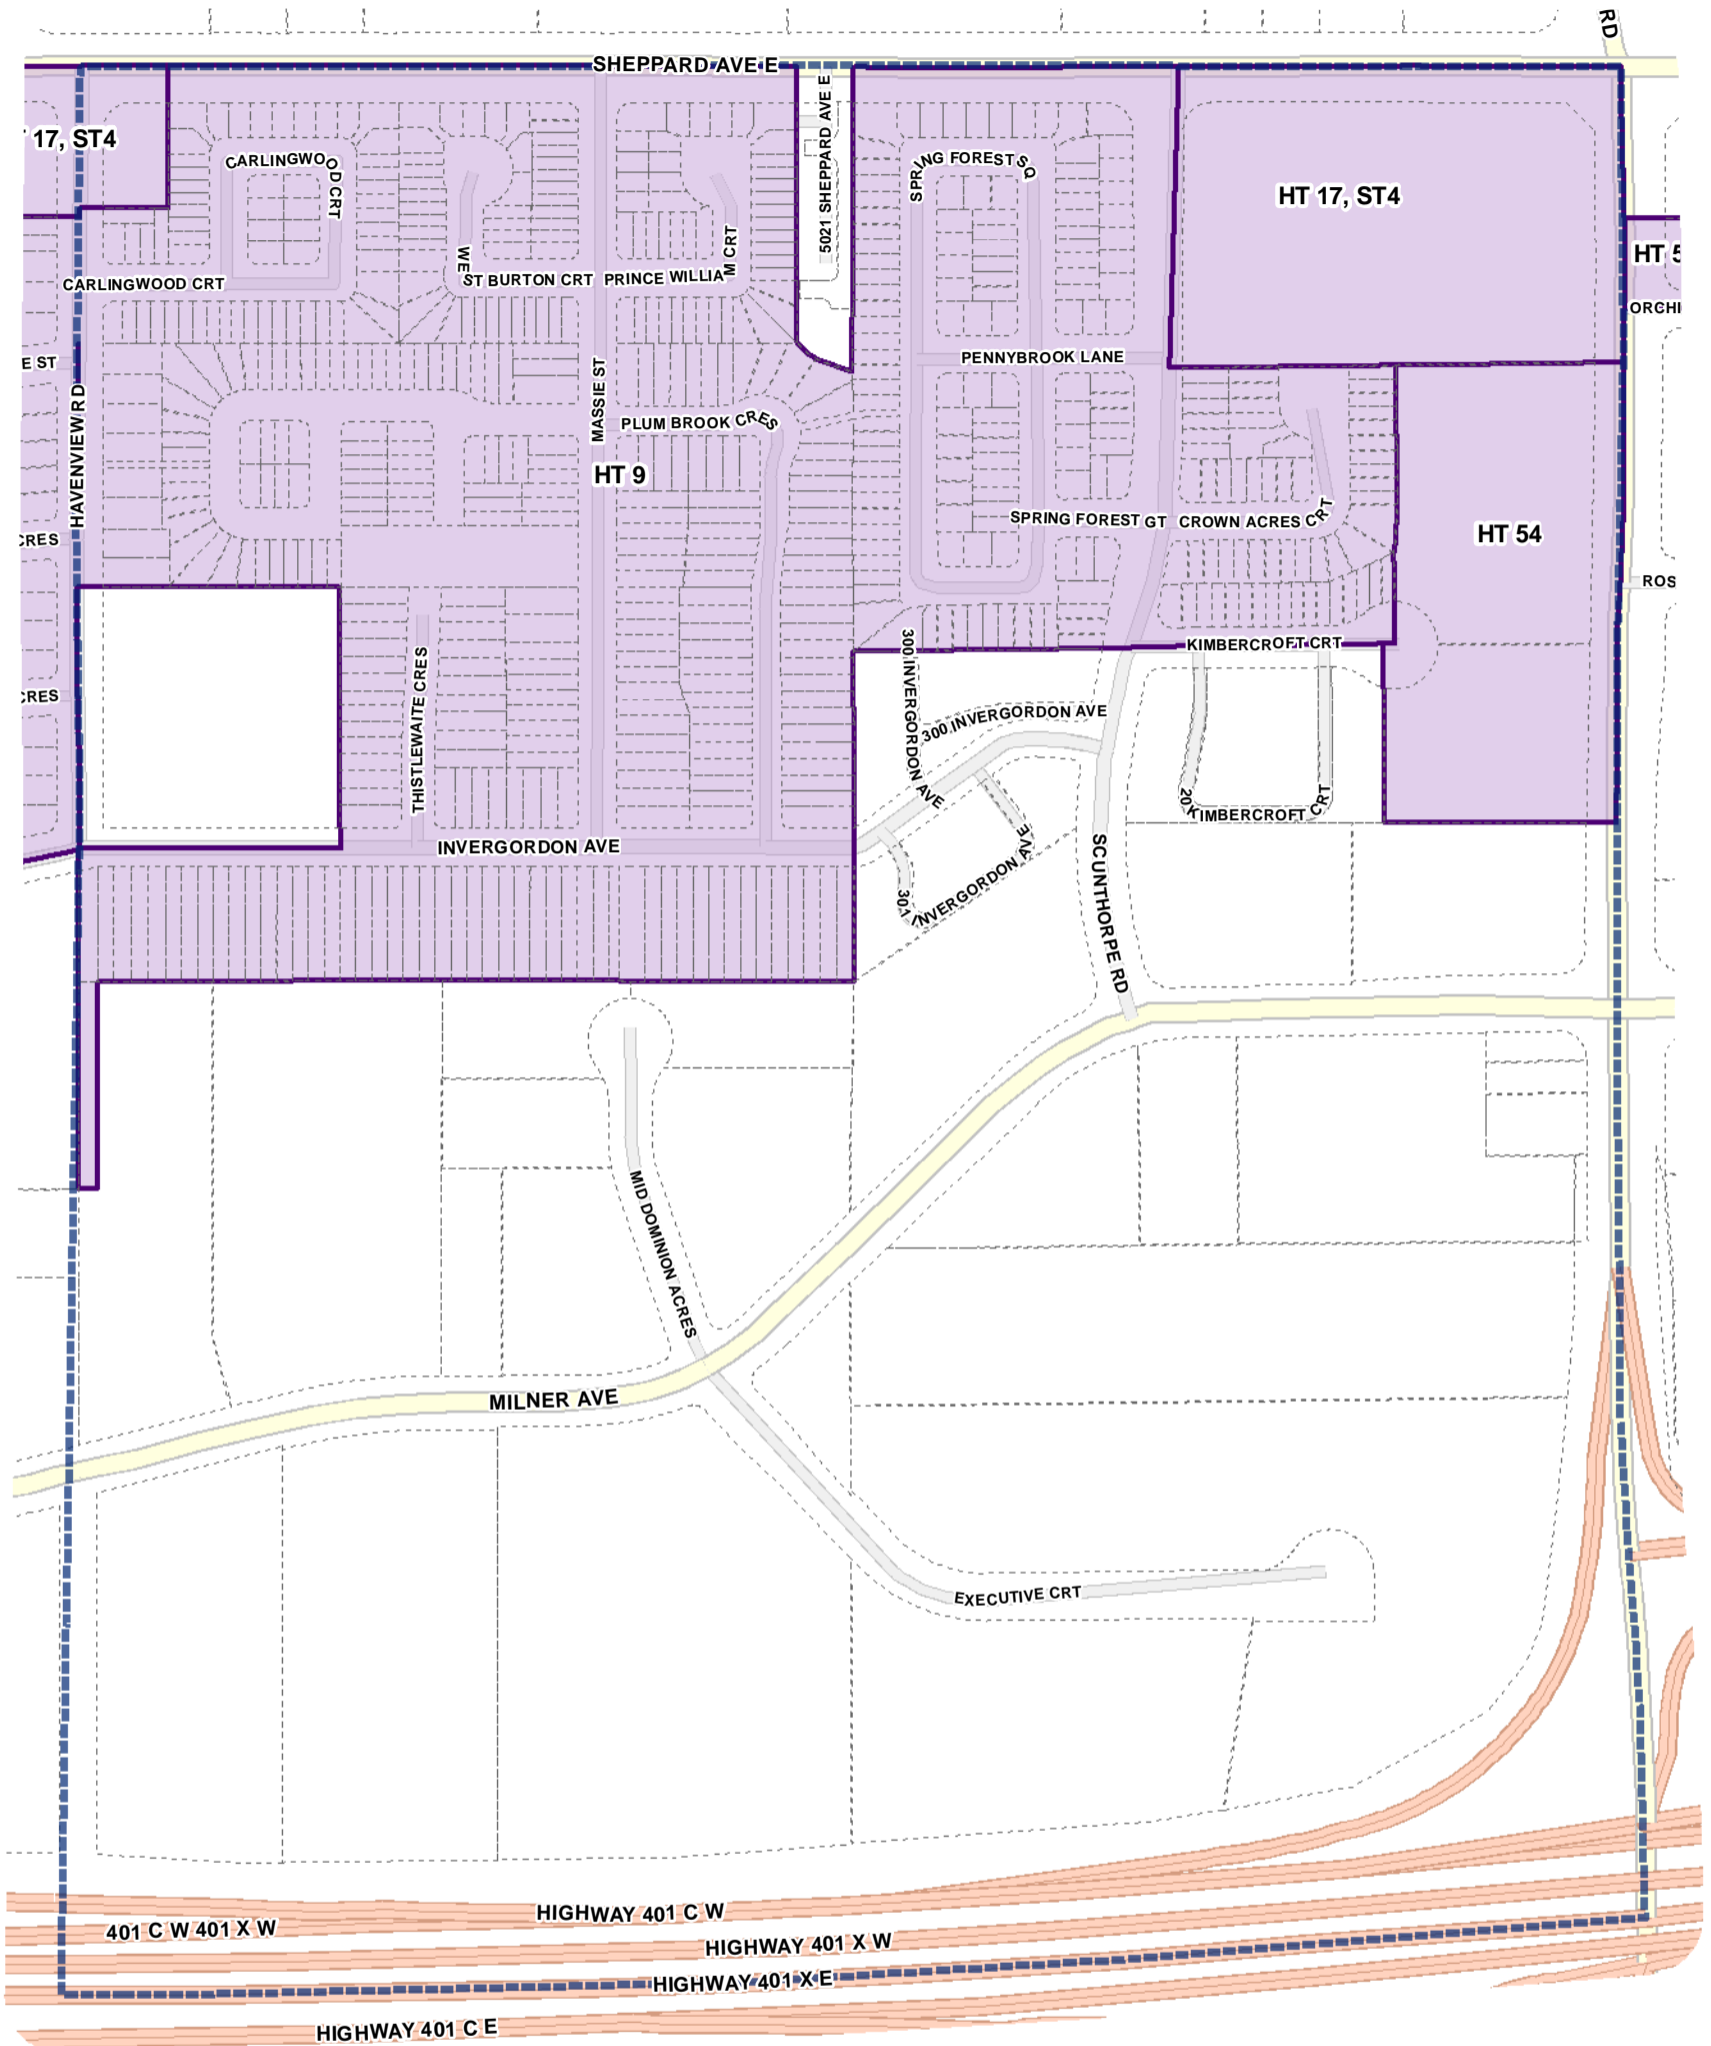 RD
SHEPPARD AVE E
5021 SHEPPARD AVE E
17, ST4
CARLINGWOOD CRT
SPRING FOREST SQ
HT 17, ST4
HT 5
WEST BURTON CRT
PRINCE WILLIAM CRT
CARLINGWOOD CRT
ORCHI
E ST
PENNYBROOK LANE
HAVENVIEW RD
MASSIE ST
PLUM BROOK CRES
HT 9
SPRING FOREST GT
CROWN ACRES CRT
HT 54
CRES
ROS
KIMBERCROFT CRT
THISTLEWAITE CRES
300 INVERGORDON AVE
300 INVERGORDON AVE
CRES
20 KIMBERCROFT CRT
INVERGORDON AVE
301 INVERGORDON AVE
SCUNTHORPE RD
MID DOMINION ACRES
MILNER AVE
EXECUTIVE CRT
HIGHWAY 401 C W
401 C W 401 X W
HIGHWAY 401 X W
HIGHWAY 401 X E
HIGHWAY 401 C E